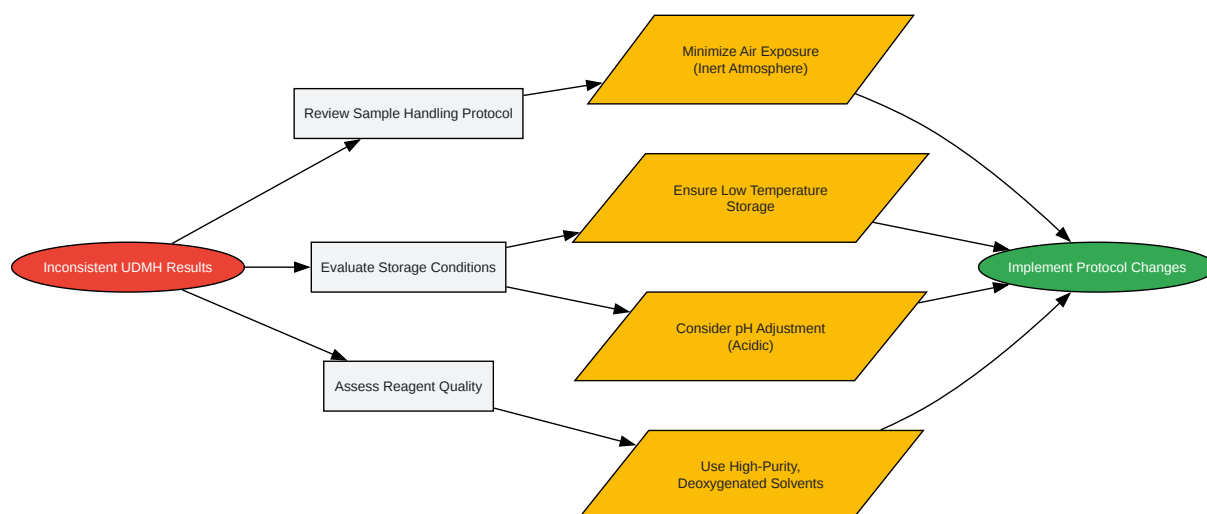 Inconsistent UDMH Results
Review Sample Handling Protocol
Evaluate Storage Conditions
Assess Reagent Quality
Minimize Air Exposure
(Inert Atmosphere)
Ensure Low Temperature
Storage
Consider pH Adjustment
(Acidic)
Use High-Purity,
Deoxygenated Solvents
Implement Protocol Changes